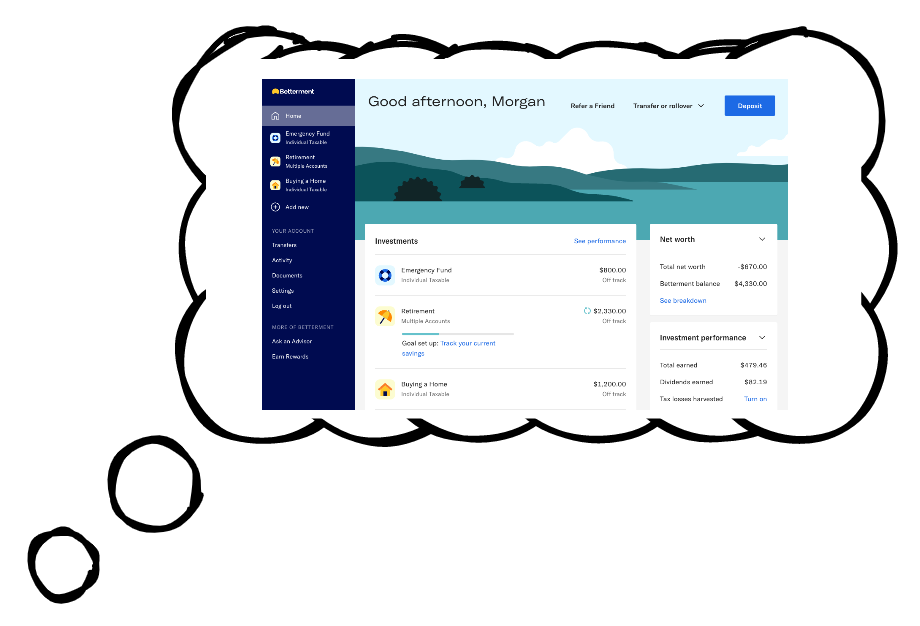 Betterment
Home
Emergency Fund
Individual Taxable
Retirement
Multiple Accounts
Buying a Home
Individual Taxable
Add new
YOUR ACCOUNT
Transfers
Activity
Documents
Settings
Log out
MORE OF BETTERMENT
Ask an Advisor
Earn Rewards
Good afternoon, Morgan
Refer a Friend
Transfer or rollover
Deposit
Investments
See performance
Emergency Fund
$800.00
Individual Taxable
Off track
Retirement
$2,330.00
Multiple Accounts
Off track
Goal set up: Track your current
savings
Buying a Home
$1,200.00
Individual Taxable
Off track
Net worth
Total net worth
-$670.00
Betterment balance
$4,330.00
See breakdown
Investment performance
Total earned
$479.46
Dividends earned
$82.19
Tax losses harvested
Turn on